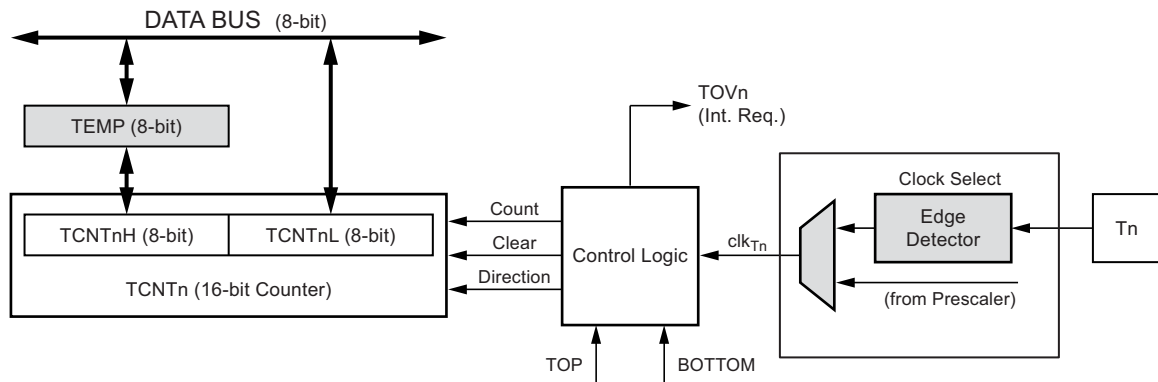 DATA BUS (8-bit)
TEMP (8-bit)
TCNTnH (8-bit)
TCNTnL (8-bit)
TCNTn (16-bit Counter)
Count
Clear
Direction
Control Logic
TOVn
(Int. Req.)
TOP
BOTTOM
clkTn
Clock Select
Edge
Detector
(from Prescaler)
Tn